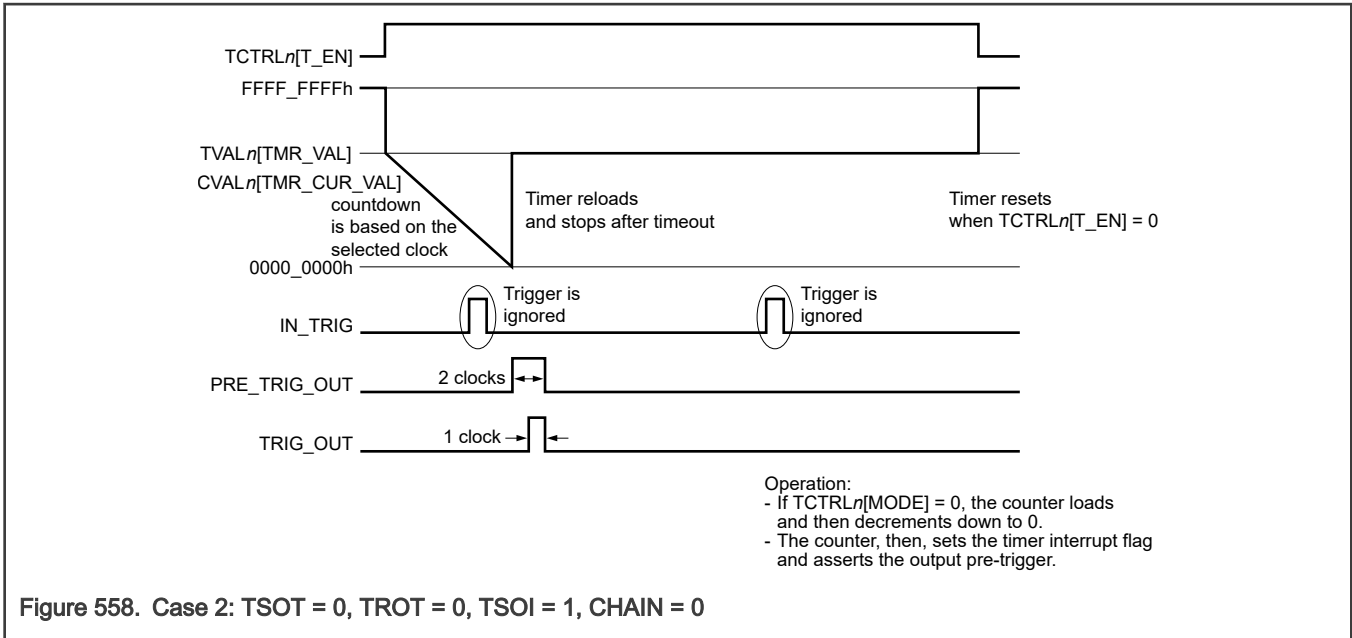 TCTRLn[T_EN]
FFFF_FFFFh
TVALn[TMR_VAL]
CVALn[TMR_CUR_VAL]
countdown
is based on the
selected clock
Timer reloads
and stops after timeout
Timer resets
when TCTRLn[T_EN] = 0
0000_0000h
Trigger is
ignored
Trigger is
ignored
IN_TRIG
2 clocks
PRE_TRIG_OUT
1 clock
TRIG_OUT
Operation:
- If TCTRLn[MODE] = 0, the counter loads
and then decrements down to 0.
- The counter, then, sets the timer interrupt flag
and asserts the output pre-trigger.
Figure 558. Case 2: TSOT = 0, TROT = 0, TSOI = 1, CHAIN = 0